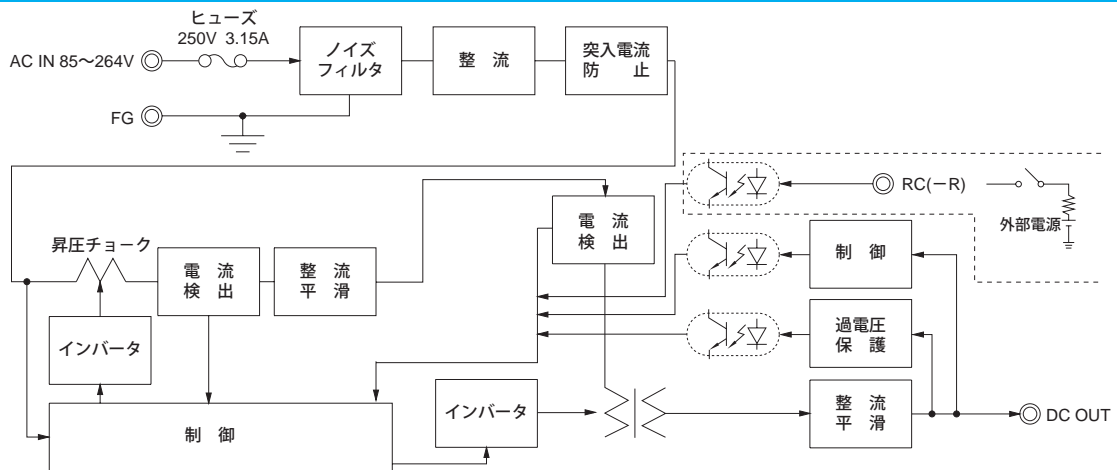 ヒューズ
250V 3.15A
AC IN 85～264V
ノイズ
フィルタ
整 流
突入電流
防 止
FG
RC(－R)
外部電源
電 流
検 出
昇圧チョーク
電 流
検 出
整 流
平 滑
制 御
インバータ
過電圧
保 護
インバータ
整 流
平 滑
DC OUT
制 御